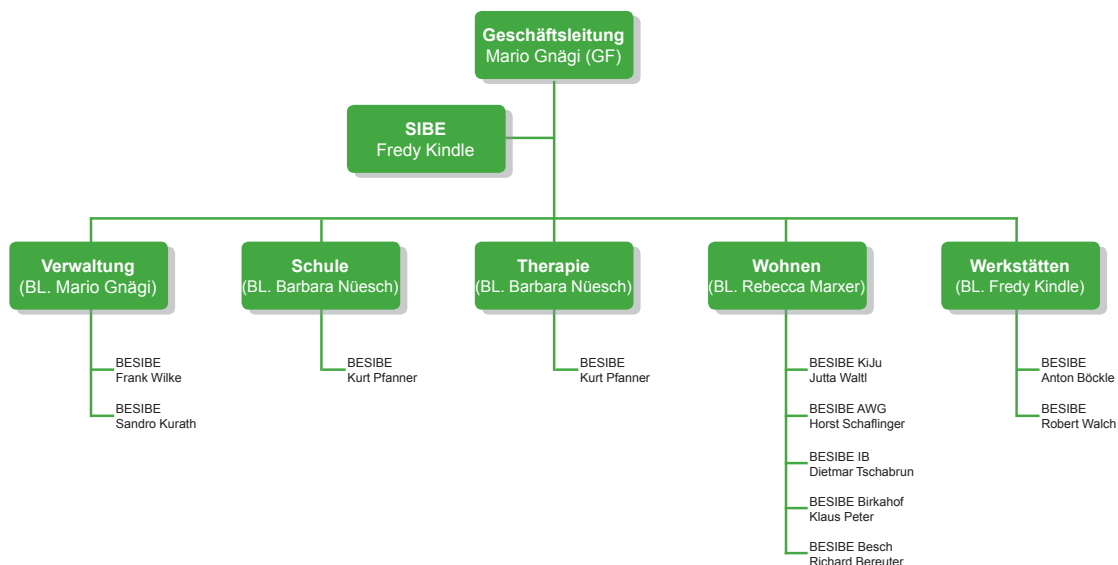 Geschäftsleitung
Mario Gnägi (GF)
SIBE
Fredy Kindle
Verwaltung
(BL. Mario Gnägi)
Schule
(BL. Barbara Nüesch)
Therapie
(BL. Barbara Nüesch)
Wohnen
(BL. Rebecca Marxer)
Werkstätten
(BL. Fredy Kindle)
BESIBE
Frank Wilke
BESIBE
Sandro Kurath
BESIBE
Kurt Pfanner
BESIBE
Kurt Pfanner
BESIBE KiJu
Jutta Waltl
BESIBE AWG
Horst Schaflinger
BESIBE IB
Dietmar Tschabrun
BESIBE Birkahof
Klaus Peter
BESIBE Besch
Richard Bereuter
BESIBE
Anton Böckle
BESIBE
Robert Walch